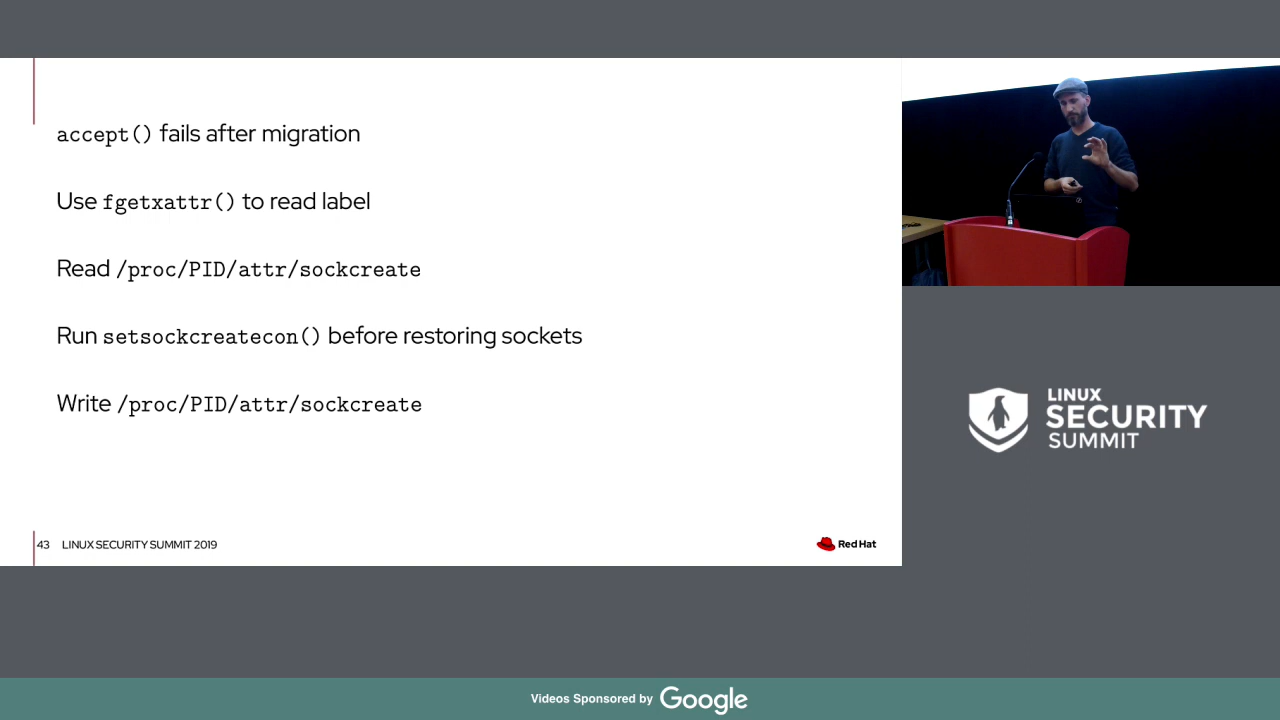 accept() fails after migration
Use fgetxattr() to read label
Read /proc/PID/attr/sockcreate
Run setsockcreatecon() before restoring sockets
Write /proc/PID/attr/sockcreate
43 LINUX SECURITY SUMMIT 2019
Red Hat
LINUX
SECURITY
SUMMIT
Videos Sponsored by Google